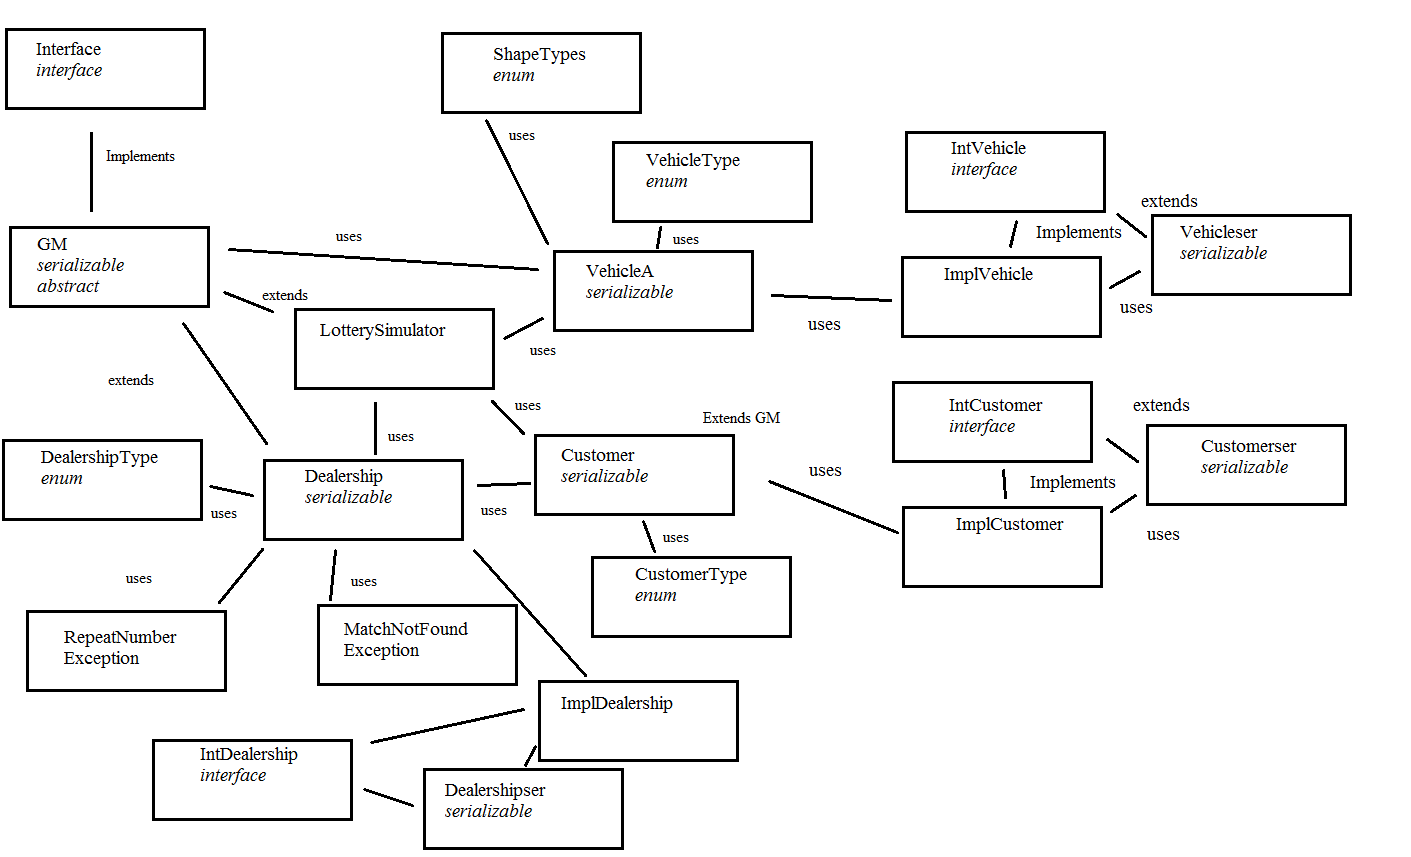 Interface
interface
Implements
GM
serializable
abstract
ShapeTypes
enum
uses
VehicleType
enum
uses
uses
VehicleA
serializable
extends
LotterySimulator
uses
IntVehicle
interface
extends
Implements
Vehicleser
serializable
ImplVehicle
uses
uses
extends
uses
uses
Extends GM
DealershipType
enum
uses
Dealership
serializable
uses
Customer
serializable
uses
IntCustomer
interface
extends
Implements
Customerser
serializable
ImplCustomer
uses
uses
CustomerType
enum
uses
uses
RepeatNumber
Exception
MatchNotFound
Exception
ImplDealership
IntDealership
interface
Dealershipser
serializable